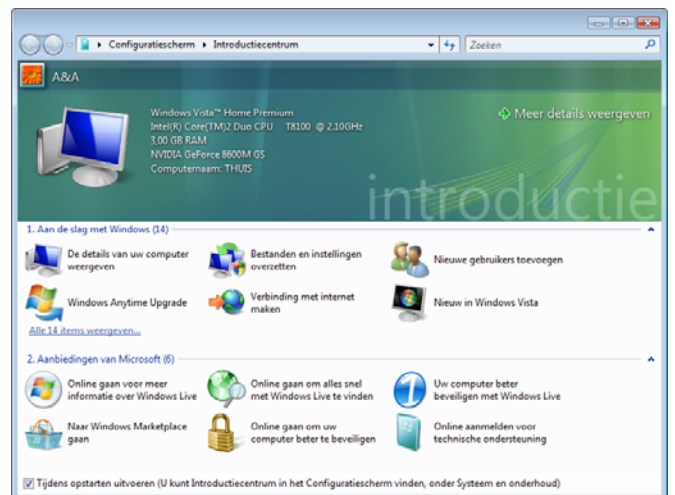 Configuratiescherm ▸ Introductiecentrum
Zoeken
A&A
Windows Vista™ Home Premium
Intel(R) Core(TM)2 Duo CPU T8100 @ 2.10GHz
3,00 GB RAM
NVIDIA GeForce 8600M GS
Computernaam: THUIS
Meer details weergeven
introductie
1. Aan de slag met Windows (14)
De details van uw computer
weergeven
Bestanden en instellingen
overzetten
Nieuwe gebruikers toevoegen
Windows Anytime Upgrade
Verbinding met internet
maken
Nieuw in Windows Vista
Alle 14 items weergeven...
2. Aanbiedingen van Microsoft (6)
Online gaan voor meer
informatie over Windows Live
Online gaan om alles snel
met Windows Live te vinden
Uw computer beter
beveiligen met Windows Live
Naar Windows Marketplace
gaan
Online gaan om uw
computer beter te beveiligen
Online aanmelden voor
technische ondersteuning
Tijdens opstarten uitvoeren (U kunt Introductiecentrum in het Configuratiescherm vinden, onder Systeem en onderhoud)